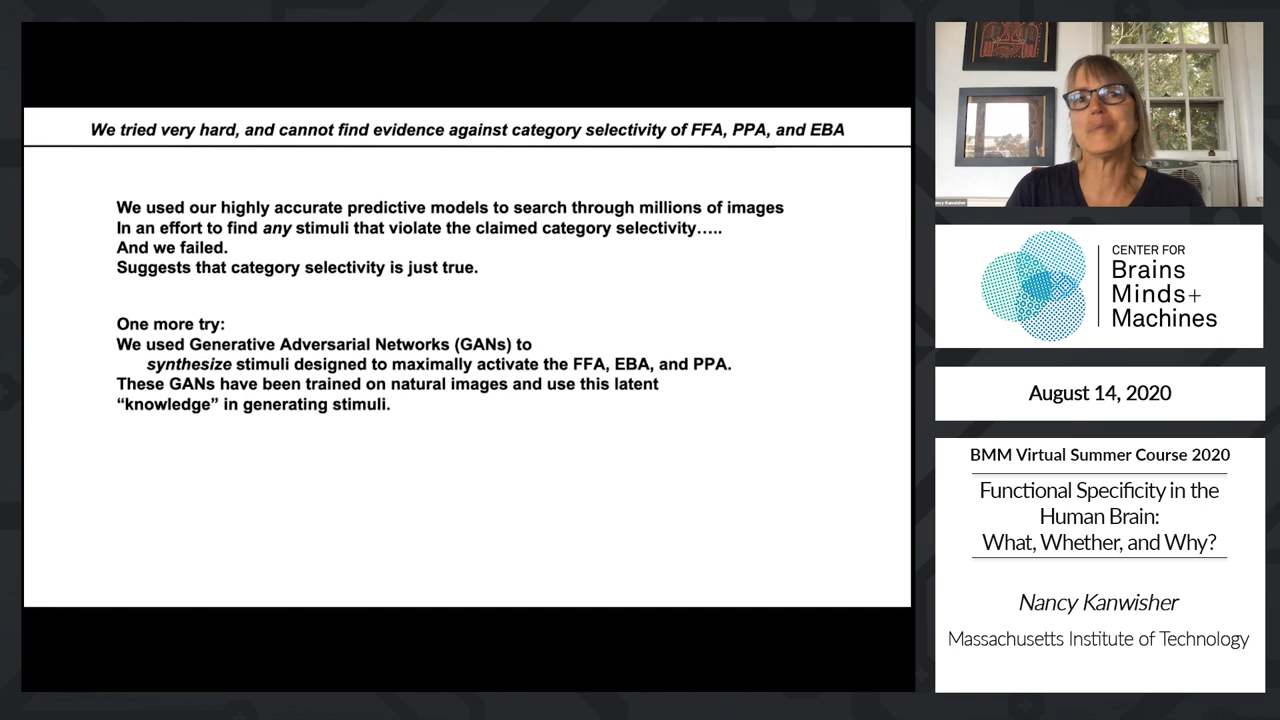 We tried very hard, and cannot find evidence against category selectivity of FFA, PPA, and EBA
We used our highly accurate predictive models to search through millions of images
In an effort to find any stimuli that violate the claimed category selectivity…..
And we failed.
Suggests that category selectivity is just true.
One more try:
We used Generative Adversarial Networks (GANs) to
synthesize stimuli designed to maximally activate the FFA, EBA, and PPA.
These GANs have been trained on natural images and use this latent
“knowledge” in generating stimuli.
Nancy Kanwisher
CENTER FOR
Brains
Minds+
Machines
August 14, 2020
BMM Virtual Summer Course 2020
Functional Specificity in the
Human Brain:
What, Whether, and Why?
Nancy Kanwisher
Massachusetts Institute of Technology